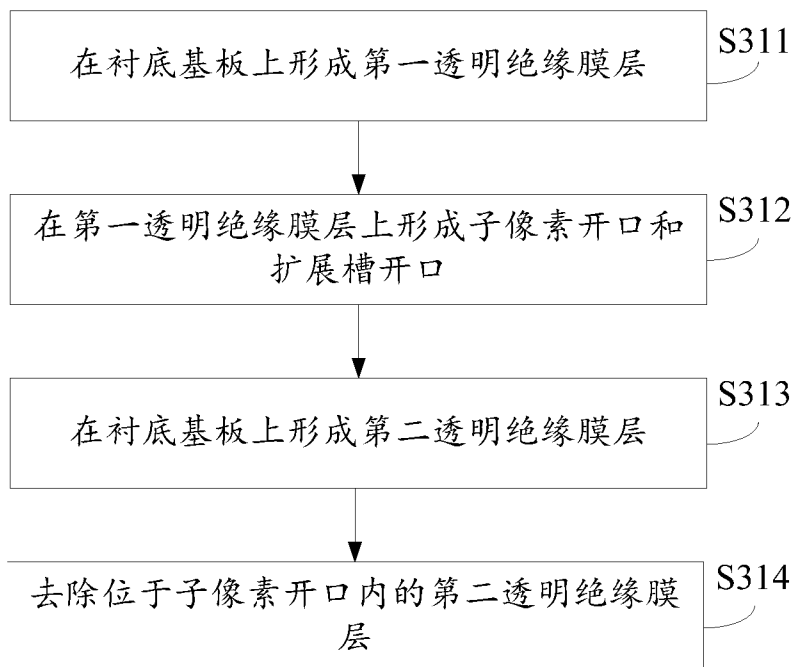 在衬底基板上形成第一透明绝缘膜层
S311
在第一透明绝缘膜层上形成子像素开口和
扩展槽开口
S312
在衬底基板上形成第二透明绝缘膜层
S313
去除位于子像素开口内的第二透明绝缘膜
层
S314